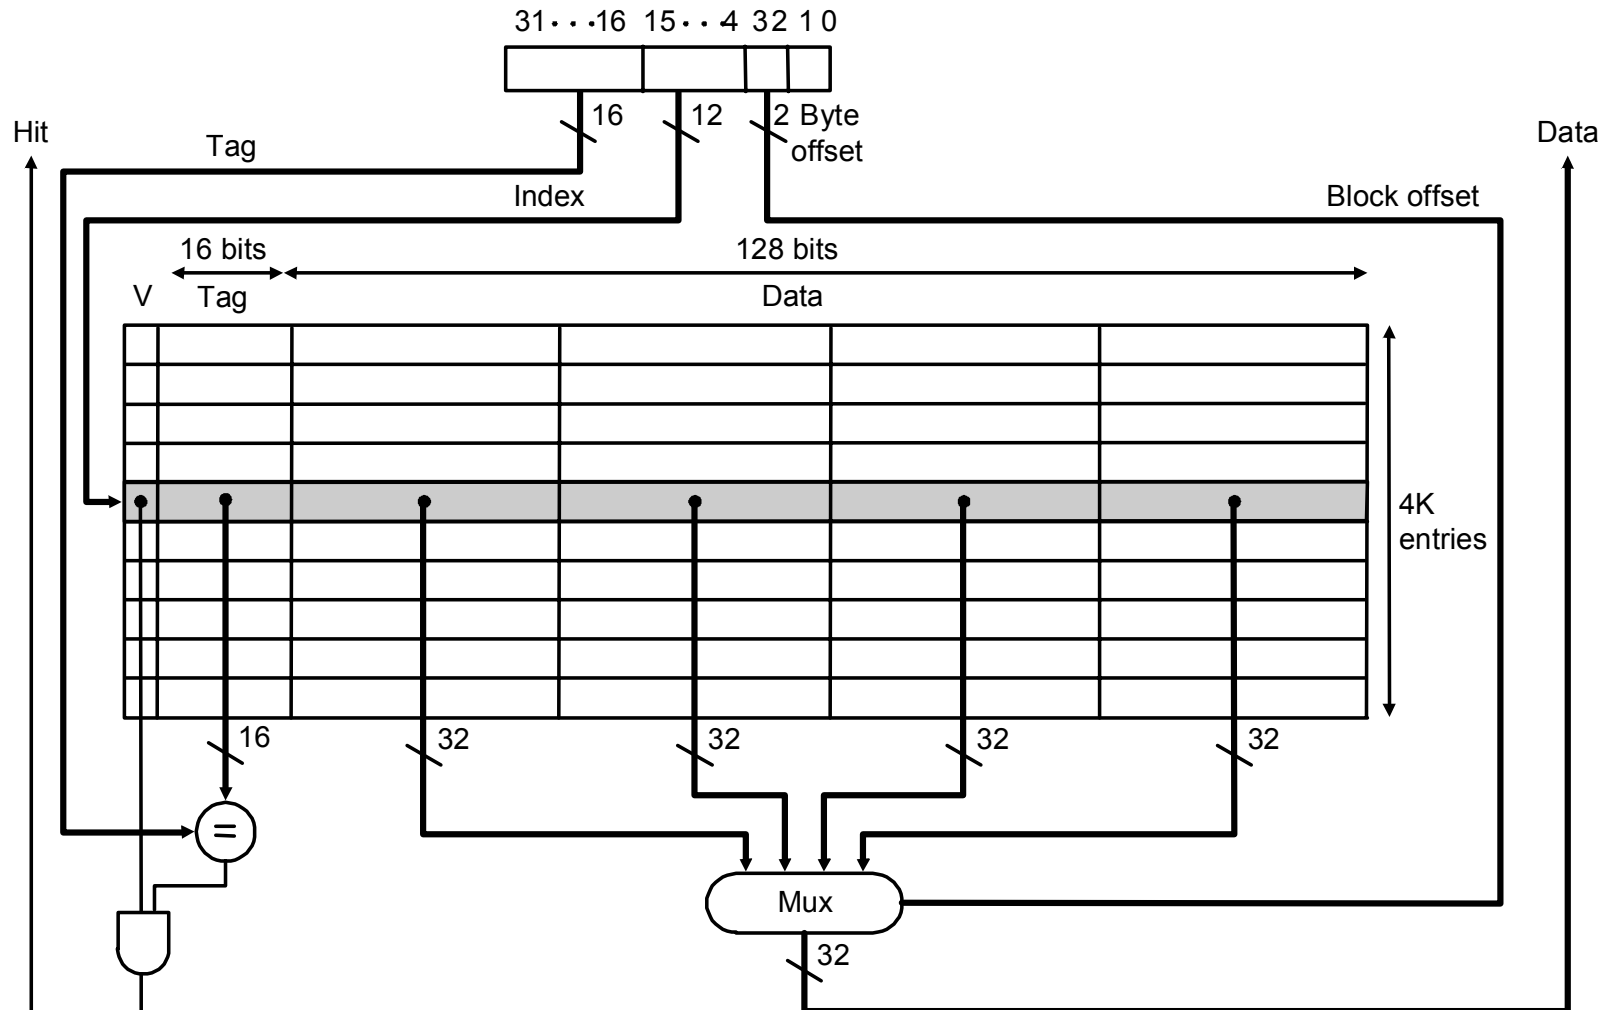 31 · · · 16 15 · · · 4 3 2 1 0
16 12 2 Byte offset
Hit
Tag
Data
Index
Block offset
16 bits
128 bits
V
Tag
Data
4K
entries
16
32
32
32
32
=
Mux
32